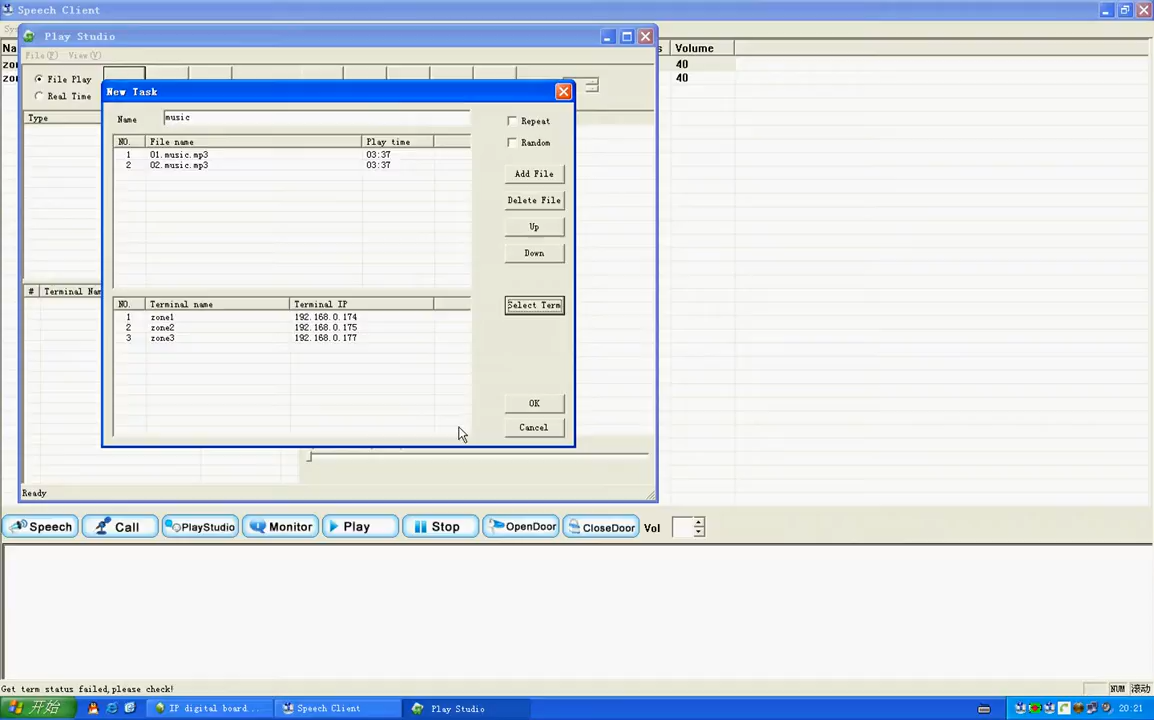 Speech Client
Play Studio
File(F) View(V)
File Play
Real Time
Type
Volume
40
40
New Task
Name music
Repeat
Random
NO. File name Play time
1 01.music.mp3 03:37
2 02.music.mp3 03:37
Add File
Delete File
Up
Down
# Terminal Nam
NO. Terminal name Terminal IP
1 zone1 192.168.0.174
2 zone2 192.168.0.175
3 zone3 192.168.0.177
Select Term
OK
Cancel
Ready
Speech Call PlayStudio Monitor Play Stop OpenDoor CloseDoor Vol
Get term status failed,please check!
NUM 滚动
开始 IP digital board... Speech Client Play Studio 20:21